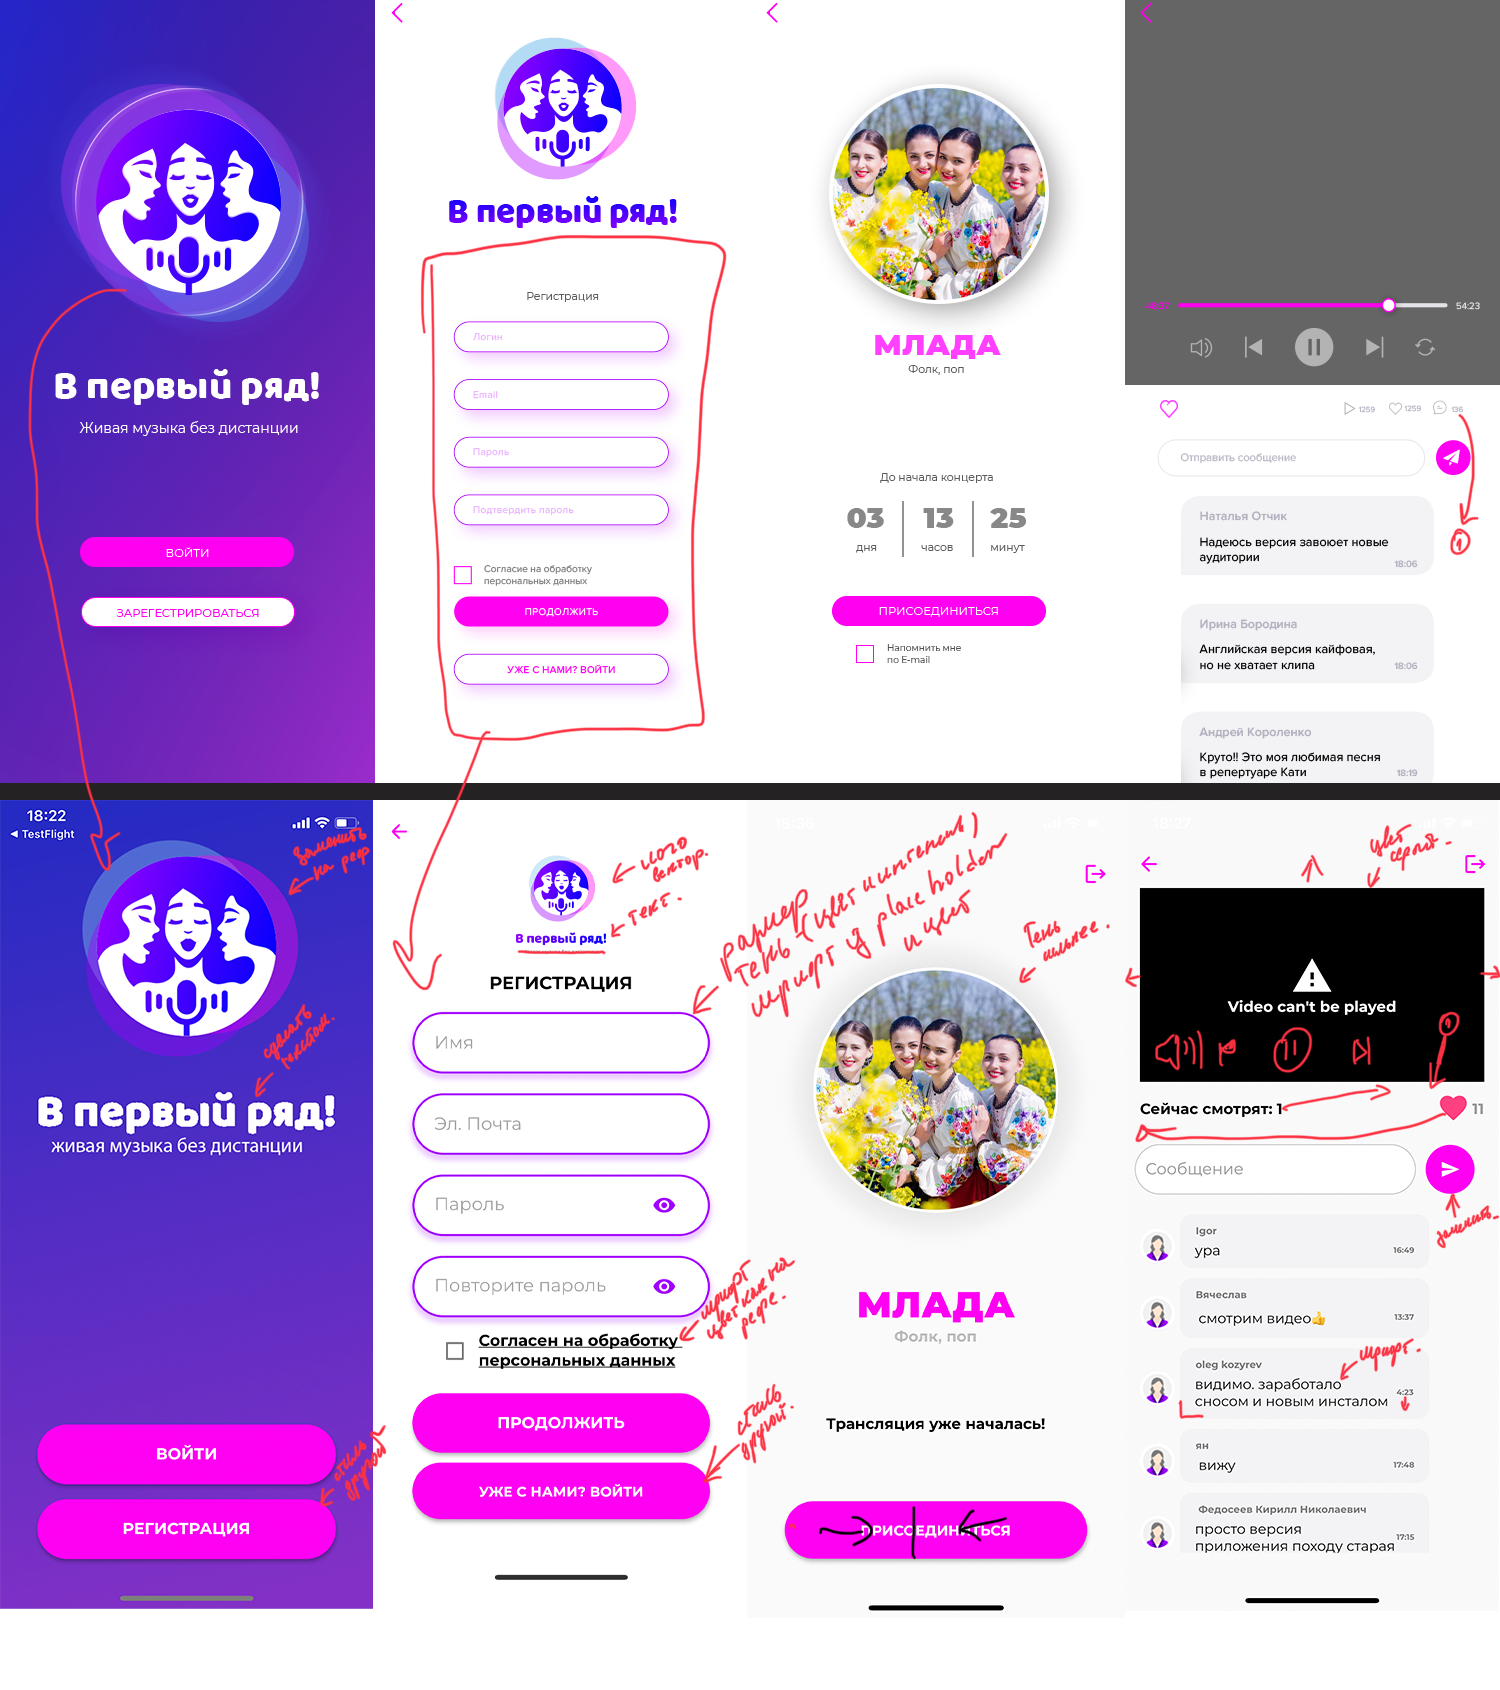 В первый ряд!
Живая музыка без дистанции
ВОЙТИ
ЗАРЕГЕСТРИРОВАТЬСЯ
В первый ряд!
Регистрация
Логин
Email
Пароль
Подтвердить пароль
Согласие на обработку
персональных данных
ПРОДОЛЖИТЬ
УЖЕ С НАМИ? ВОЙТИ
МЛАДА
Фолк, поп
До начала концерта
03 13 25
дня часов минут
ПРИСОЕДИНИТЬСЯ
Напомнить мне
по E-mail
54:23
1259 1259 136
Отправить сообщение
Наталья Отчик
Надеюсь версия завоюет новые
аудитории
18:06
Ирина Бородина
Английская версия кайфовая,
но не хватает клипа
18:06
Андрей Короленко
Круто!! Это моя любимая песня
в репертуаре Кати
18:19
18:22
TestFlight
заменить
на реф
сделать
текстом.
В первый ряд!
живая музыка без дистанции
ВОЙТИ
РЕГИСТРАЦИЯ
стиль
другой
лого
вектор.
текст.
В первый ряд!
РЕГИСТРАЦИЯ
размер
тень (цвет и интенсив)
шрифт у place holder
и цвет
Имя
Эл. Почта
Пароль
Повторите пароль
шрифт
цвет как на
рефе.
Согласен на обработку
персональных данных
ПРОДОЛЖИТЬ
стиль
другой.
УЖЕ С НАМИ? ВОЙТИ
18:36
Тень
сильнее.
МЛАДА
Фолк, поп
Трансляция уже началась!
ПРИСОЕДИНИТЬСЯ
18:27
цвет
Video can't be played
Сейчас смотрят: 1
11
Сообщение
заменить
Igor
ура
16:49
Вячеслав
смотрим видео👍
13:37
шрифт.
oleg kozyrev
видимо. заработало
сносом и новым инсталом
4:23
ян
вижу
17:48
Федосеев Кирилл Николаевич
просто версия
приложения походу старая
17:15